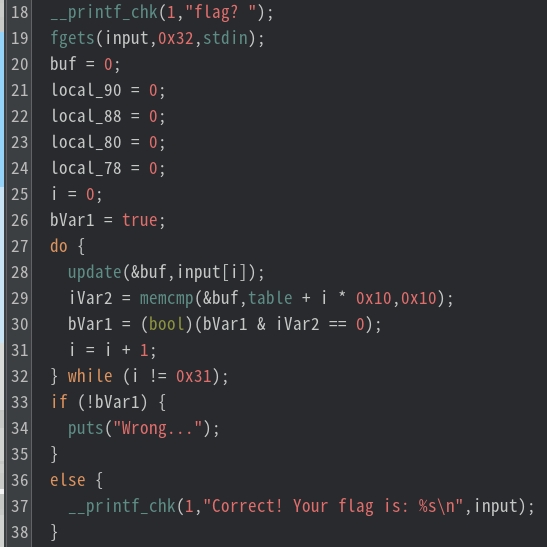 18 __printf_chk(1,"flag? ");
19 fgets(input,0x32,stdin);
20 buf = 0;
21 local_90 = 0;
22 local_88 = 0;
23 local_80 = 0;
24 local_78 = 0;
25 i = 0;
26 bVar1 = true;
27 do {
28 update(&buf,input[i]);
29 iVar2 = memcmp(&buf,table + i * 0x10,0x10);
30 bVar1 = (bool)(bVar1 & iVar2 == 0);
31 i = i + 1;
32 } while (i != 0x31);
33 if (!bVar1) {
34 puts("Wrong...");
35 }
36 else {
37 __printf_chk(1,"Correct! Your flag is: %s\n",input);
38 }